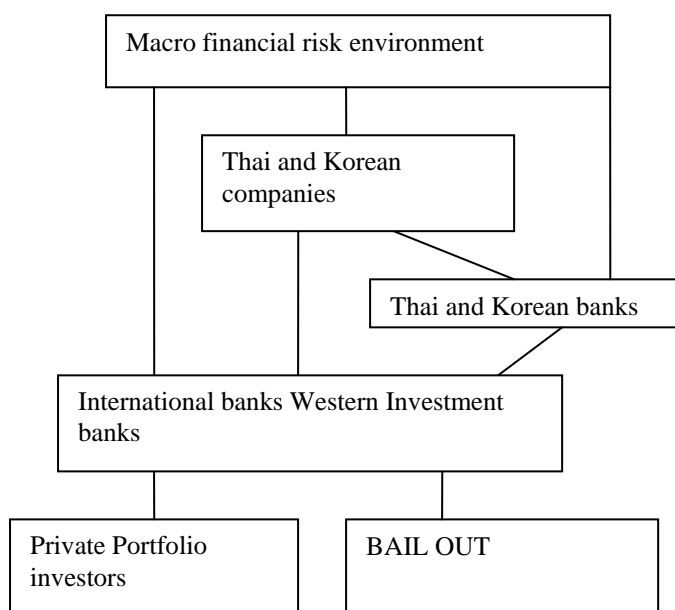 Macro financial risk environment
Thai and Korean
companies
Thai and Korean banks
International banks Western Investment
banks
Private Portfolio
investors
BAIL OUT